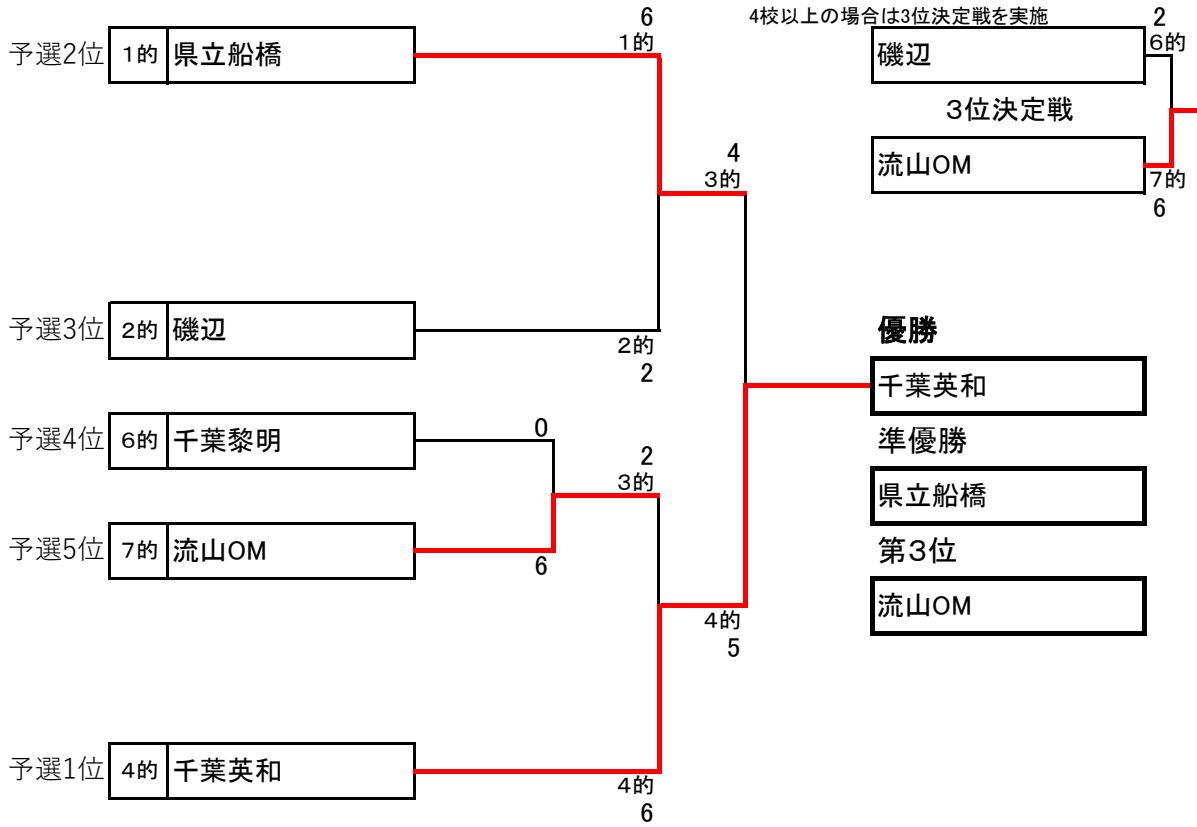 6
4校以上の場合は3位決定戦を実施
2
予選2位 1的 県立船橋
1的
磯辺
6的
3位決定戦
4
3的
流山OM
7的
6
予選3位 2的 磯辺
2的
2
優勝
千葉英和
予選4位 6的 千葉黎明
0
準優勝
2
3的
県立船橋
予選5位 7的 流山OM
6
第3位
流山OM
4的
5
予選1位 4的 千葉英和
4的
6